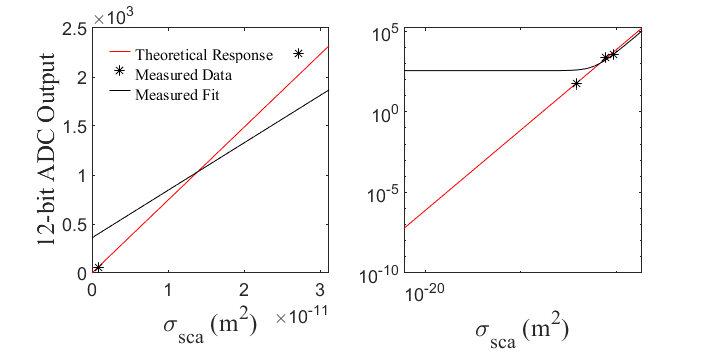 ×10³
2.5
2
1.5
1
0.5
0
12-bit ADC Output
Theoretical Response
Measured Data
Measured Fit
0
1
2
3
×10⁻¹¹
σsca (m²)
10⁵
10⁰
10⁻⁵
10⁻¹⁰
10⁻²⁰
σsca (m²)